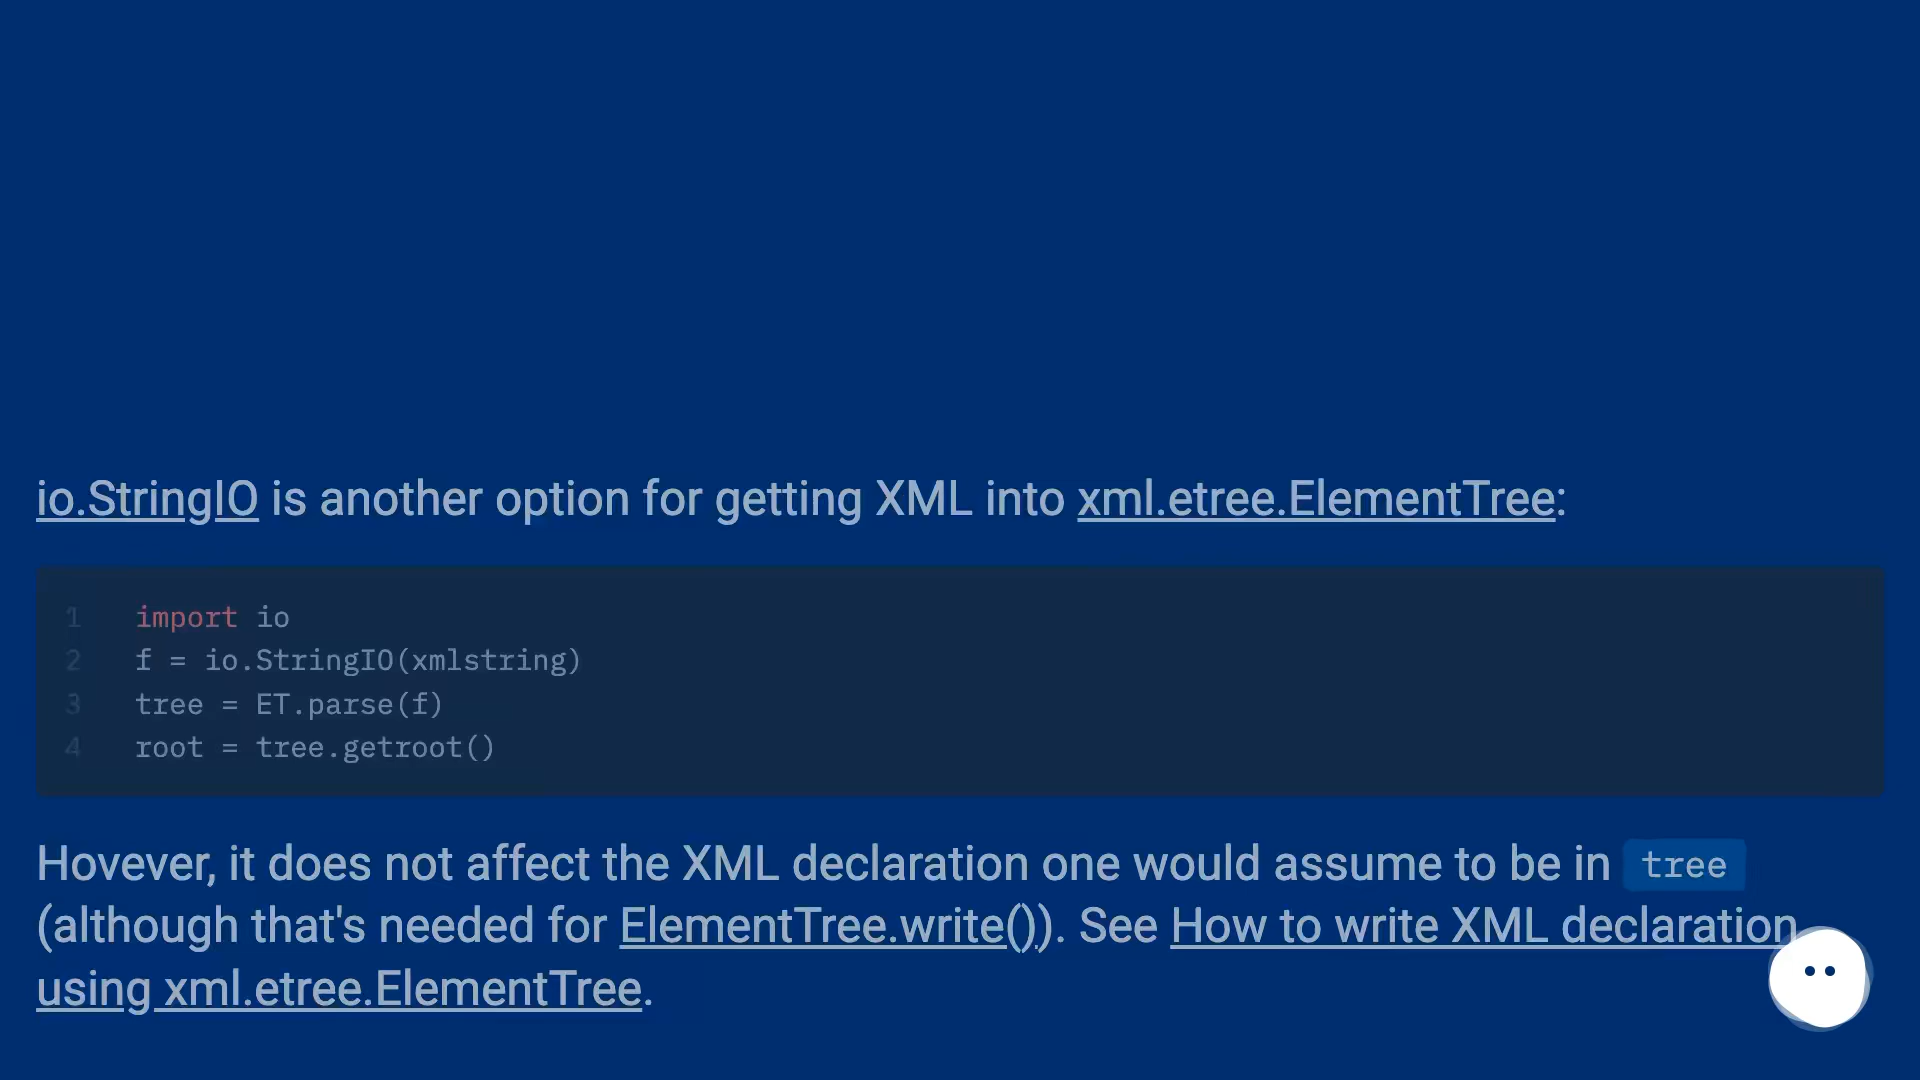 io.StringIO is another option for getting XML into xml.etree.ElementTree:
1 import io
2 f = io.StringIO(xmlstring)
3 tree = ET.parse(f)
4 root = tree.getroot()
Hovever, it does not affect the XML declaration one would assume to be in tree
(although that's needed for ElementTree.write()). See How to write XML declaration
using xml.etree.ElementTree.